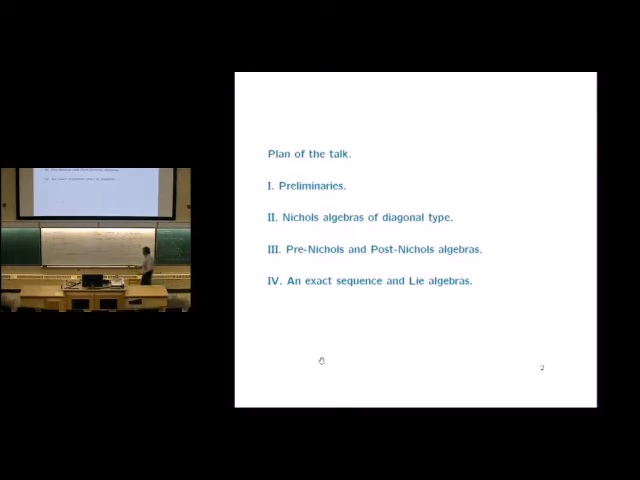 Plan of the talk.
I. Preliminaries.
II. Nichols algebras of diagonal type.
III. Pre-Nichols and Post-Nichols algebras.
IV. An exact sequence and Lie algebras.
2